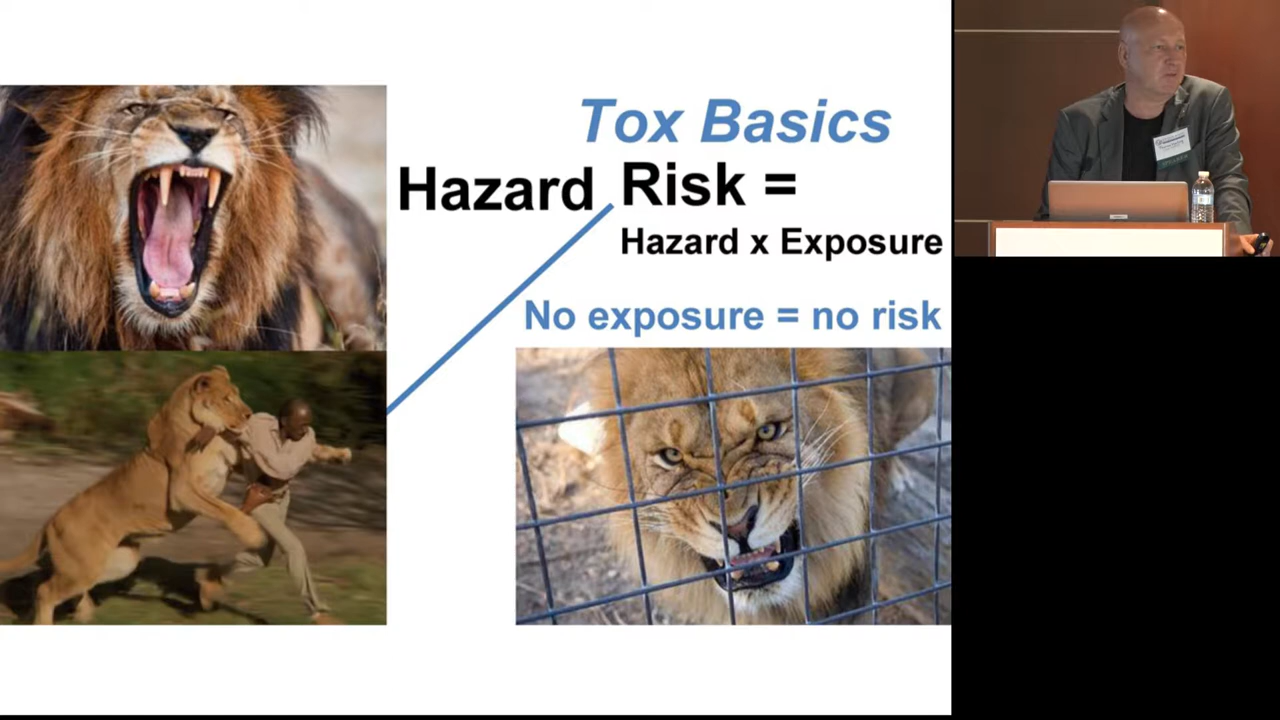 Tox Basics
Hazard
Risk =
Hazard x Exposure
No exposure = no risk